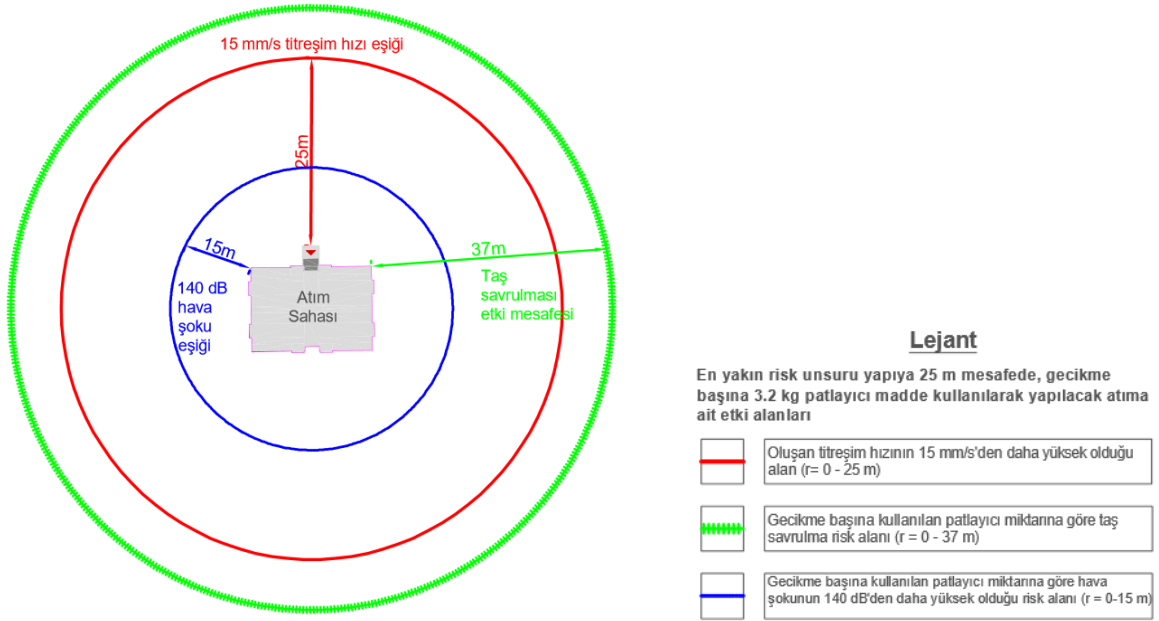 15 mm/s titreşim hızı eşiği
25m
15m
37m
140 dB
hava
şoku
eşiği
Atım
Sahası
Taş
savrulması
etki mesafesi
Lejant
En yakın risk unsuru yapıya 25 m mesafede, gecikme
başına 3.2 kg patlayıcı madde kullanılarak yapılacak atıma
ait etki alanları
Oluşan titreşim hızının 15 mm/s'den daha yüksek olduğu
alan (r= 0 - 25 m)
Gecikme başına kullanılan patlayıcı miktarına göre taş
savrulma risk alanı (r = 0 - 37 m)
Gecikme başına kullanılan patlayıcı miktarına göre hava
şokunun 140 dB'den daha yüksek olduğu risk alanı (r = 0-15 m)